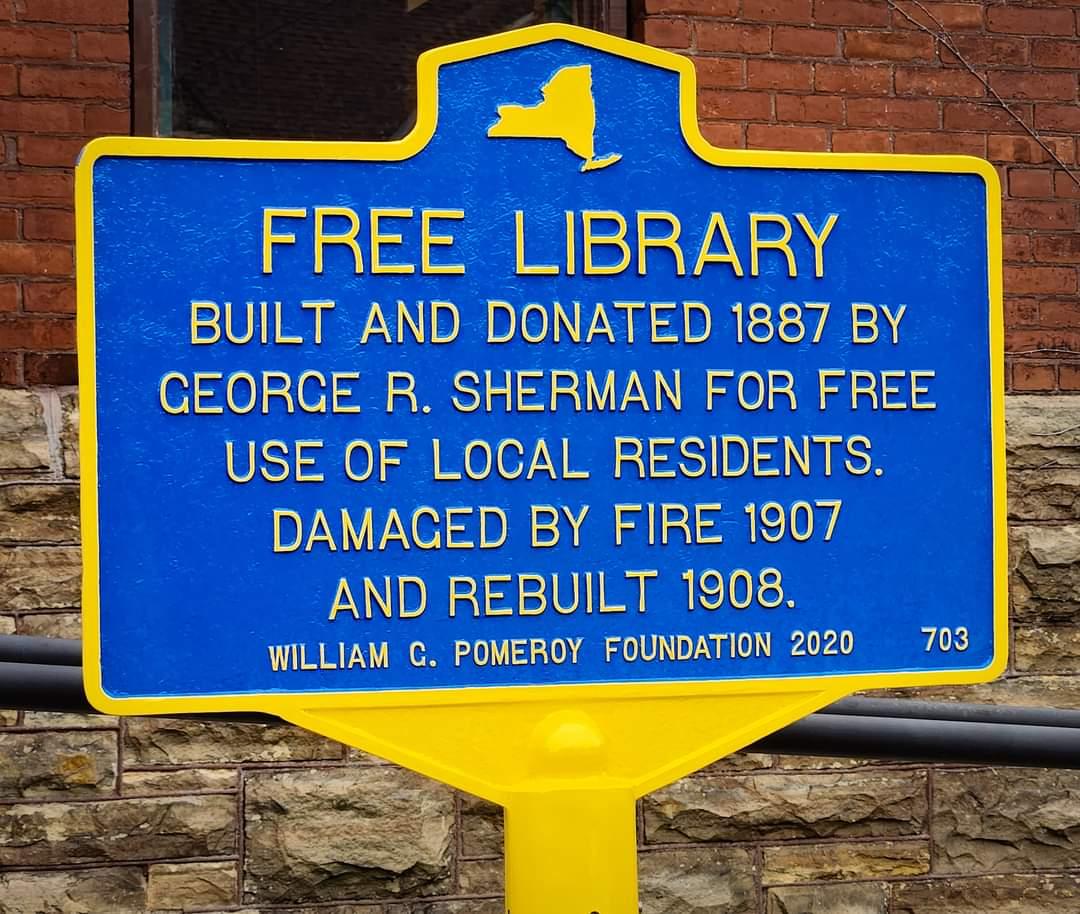 FREE LIBRARY
BUILT AND DONATED 1887 BY
GEORGE R. SHERMAN FOR FREE
USE OF LOCAL RESIDENTS.
DAMAGED BY FIRE 1907
AND REBUILT 1908.
WILLIAM G. POMEROY FOUNDATION 2020 703